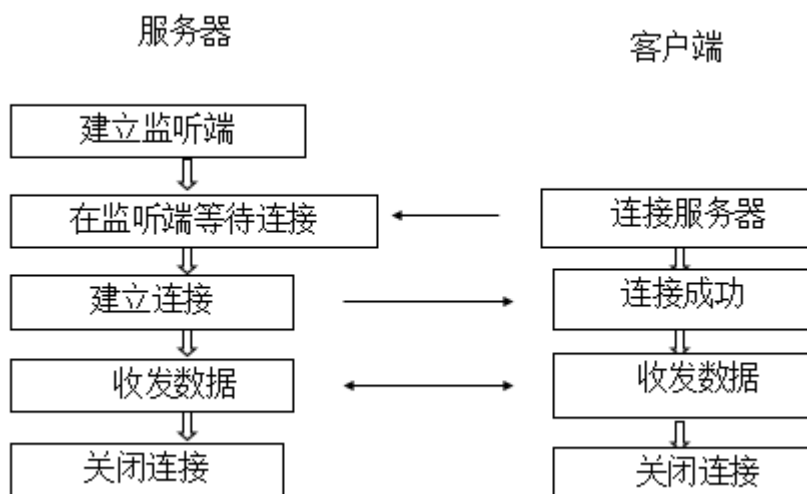 服务器
客户端
建立监听端
在监听端等待连接
连接服务器
建立连接
连接成功
收发数据
收发数据
关闭连接
关闭连接